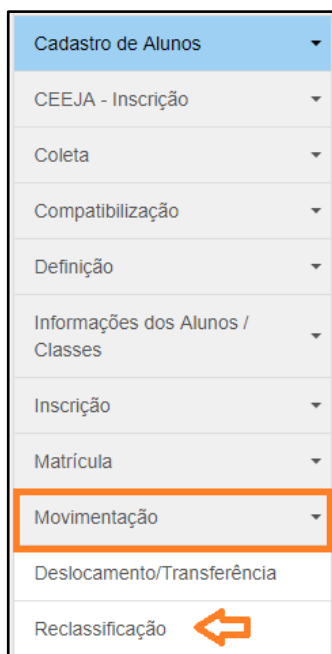 Cadastro de Alunos
CEEJA - Inscrição
Coleta
Compatibilização
Definição
Informações dos Alunos /
Classes
Inscrição
Matrícula
Movimentação
Deslocamento/Transferência
Reclassificação